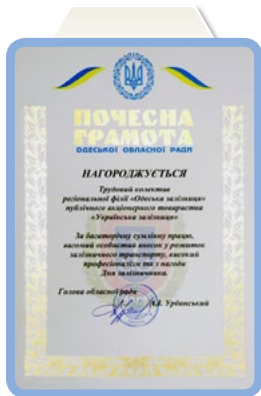 ПОЧЕСНА
ГРАМОТА
ОДЕСЬКОЇ ОБЛАСНОЇ РАДИ
НАГОРОДЖУЄТЬСЯ
Трудовий колектив
регіональної філії «Одеська залізниця»
публічного акціонерного товариства
«Українська залізниця»
За багаторічну сумлінну працю,
вагомий особистий внесок у розвиток
залізничного транспорту, високий
професіоналізм та з нагоди
Дня залізничника.
Голова обласної ради
А.І. Урбанський